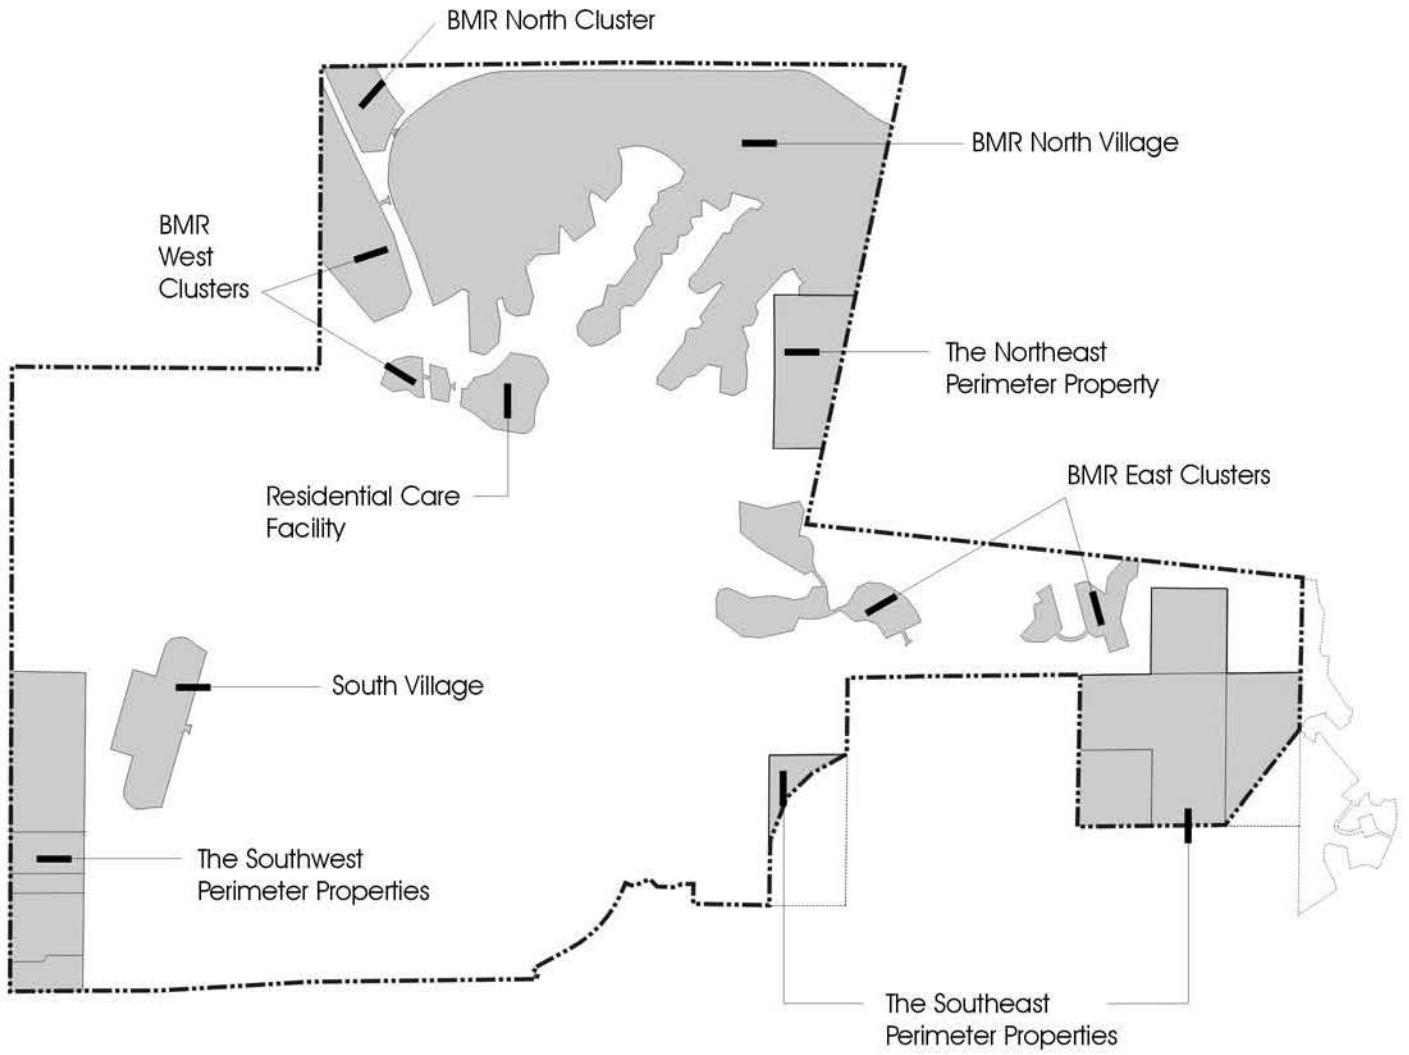 BMR North Cluster
BMR North Village
BMR
West
Clusters
The Northeast
Perimeter Property
BMR East Clusters
Residential Care
Facility
South Village
The Southwest
Perimeter Properties
The Southeast
Perimeter Properties